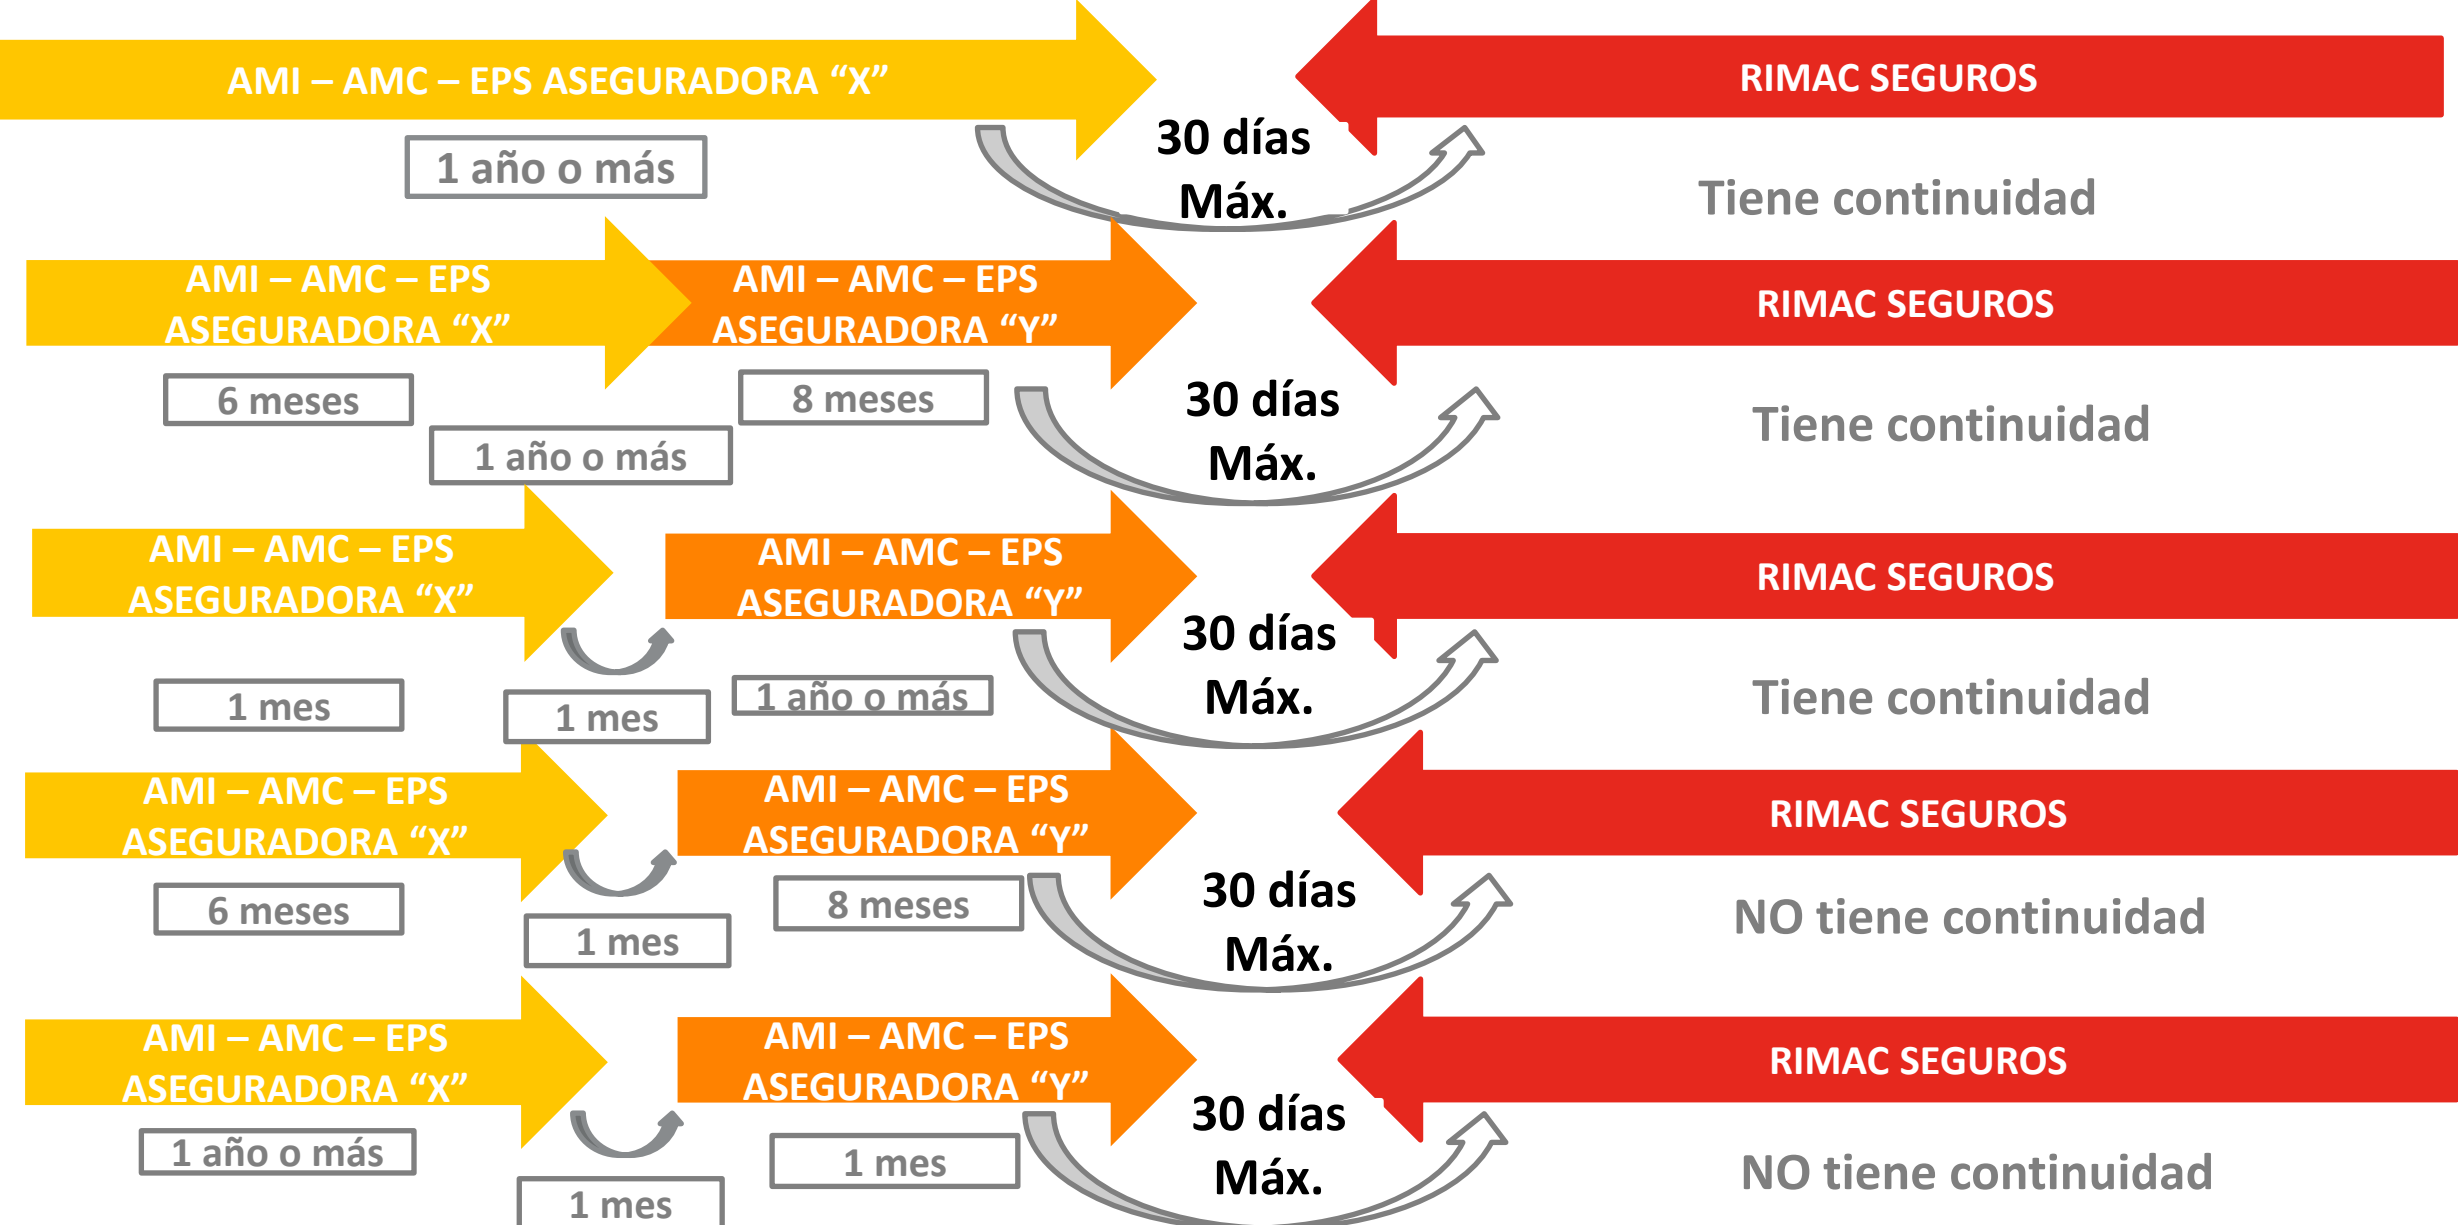 AMI – AMC – EPS ASEGURADORA “X”
RIMAC SEGUROS
1 año o más
30 días
Máx.
Tiene continuidad
AMI – AMC – EPS
ASEGURADORA “X”
AMI – AMC – EPS
ASEGURADORA “Y”
RIMAC SEGUROS
6 meses
8 meses
1 año o más
30 días
Máx.
Tiene continuidad
AMI – AMC – EPS
ASEGURADORA “X”
AMI – AMC – EPS
ASEGURADORA “Y”
RIMAC SEGUROS
1 mes
1 mes
1 año o más
30 días
Máx.
Tiene continuidad
AMI – AMC – EPS
ASEGURADORA “X”
AMI – AMC – EPS
ASEGURADORA “Y”
RIMAC SEGUROS
6 meses
1 mes
8 meses
30 días
Máx.
NO tiene continuidad
AMI – AMC – EPS
ASEGURADORA “X”
AMI – AMC – EPS
ASEGURADORA “Y”
RIMAC SEGUROS
1 año o más
1 mes
1 mes
30 días
Máx.
NO tiene continuidad